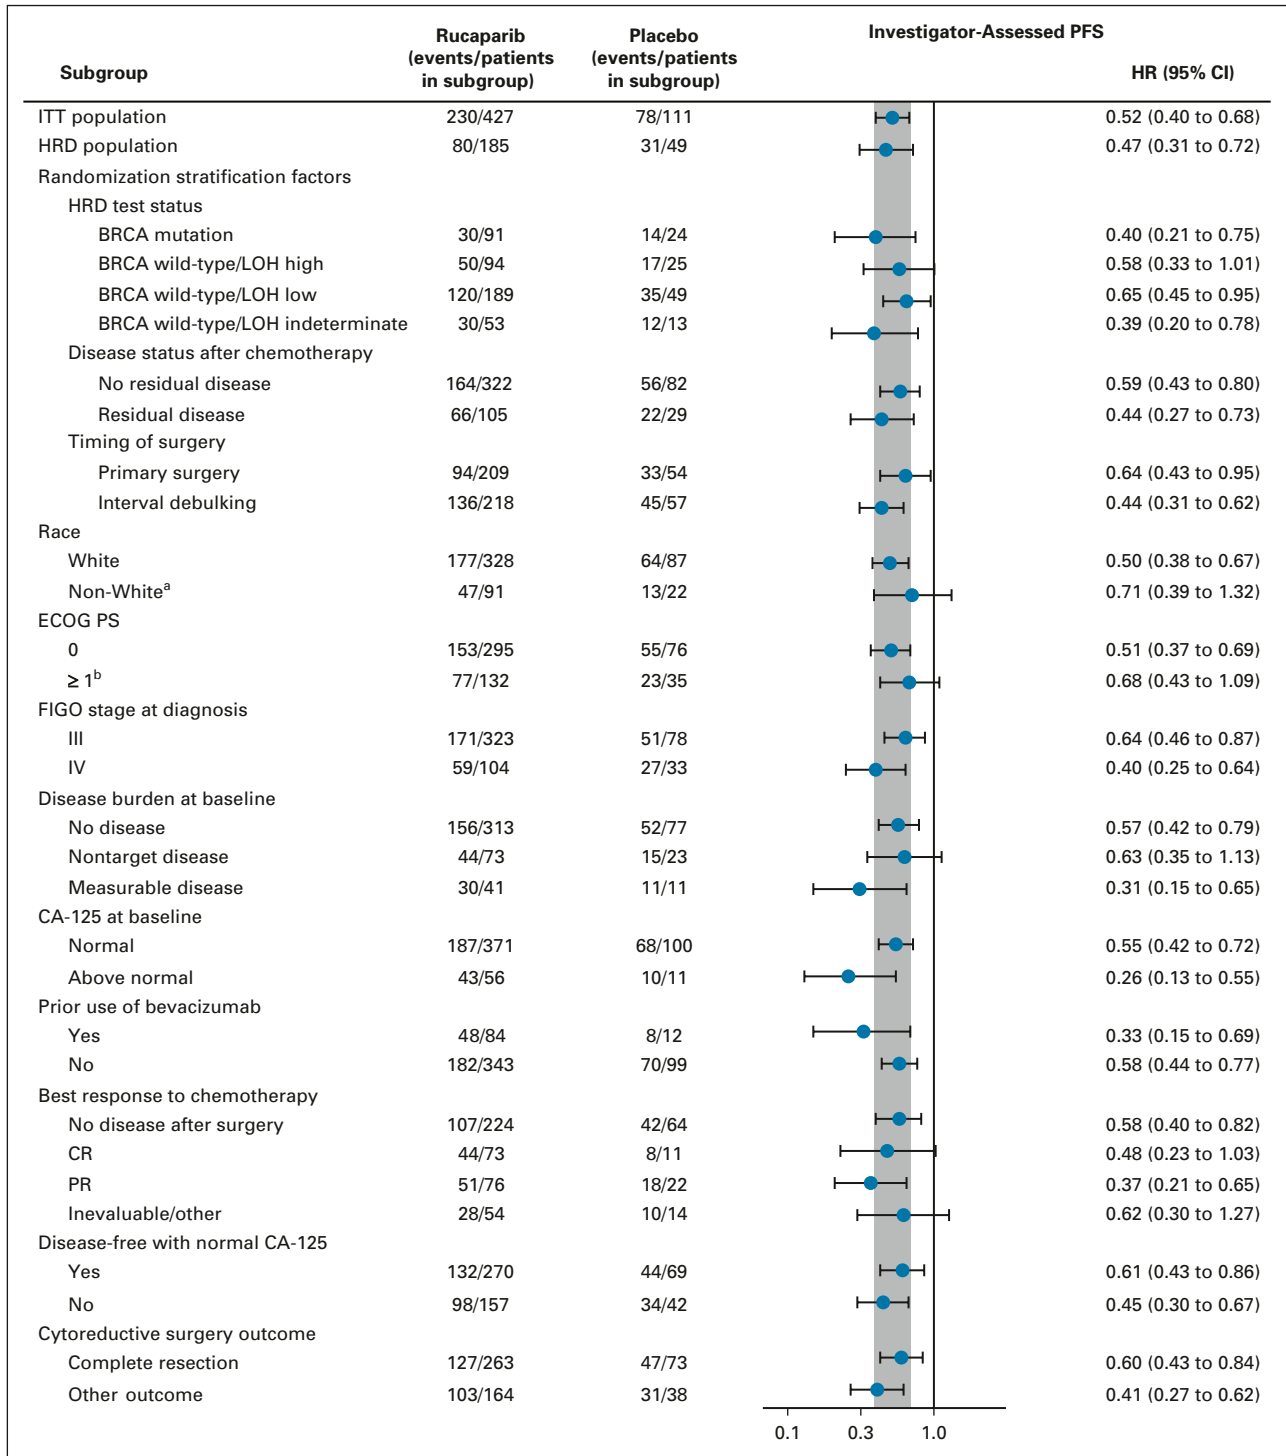 Subgroup Rucaparib (events/patients in subgroup) Placebo (events/patients in subgroup) Investigator-Assessed PFS HR (95% CI)
ITT population 230/427 78/111 0.52 (0.40 to 0.68)
HRD population 80/185 31/49 0.47 (0.31 to 0.72)
Randomization stratification factors
HRD test status
BRCA mutation 30/91 14/24 0.40 (0.21 to 0.75)
BRCA wild-type/LOH high 50/94 17/25 0.58 (0.33 to 1.01)
BRCA wild-type/LOH low 120/189 35/49 0.65 (0.45 to 0.95)
BRCA wild-type/LOH indeterminate 30/53 12/13 0.39 (0.20 to 0.78)
Disease status after chemotherapy
No residual disease 164/322 56/82 0.59 (0.43 to 0.80)
Residual disease 66/105 22/29 0.44 (0.27 to 0.73)
Timing of surgery
Primary surgery 94/209 33/54 0.64 (0.43 to 0.95)
Interval debulking 136/218 45/57 0.44 (0.31 to 0.62)
Race
White 177/328 64/87 0.50 (0.38 to 0.67)
Non-Whiteᵃ 47/91 13/22 0.71 (0.39 to 1.32)
ECOG PS
0 153/295 55/76 0.51 (0.37 to 0.69)
≥ 1ᵇ 77/132 23/35 0.68 (0.43 to 1.09)
FIGO stage at diagnosis
III 171/323 51/78 0.64 (0.46 to 0.87)
IV 59/104 27/33 0.40 (0.25 to 0.64)
Disease burden at baseline
No disease 156/313 52/77 0.57 (0.42 to 0.79)
Nontarget disease 44/73 15/23 0.63 (0.35 to 1.13)
Measurable disease 30/41 11/11 0.31 (0.15 to 0.65)
CA-125 at baseline
Normal 187/371 68/100 0.55 (0.42 to 0.72)
Above normal 43/56 10/11 0.26 (0.13 to 0.55)
Prior use of bevacizumab
Yes 48/84 8/12 0.33 (0.15 to 0.69)
No 182/343 70/99 0.58 (0.44 to 0.77)
Best response to chemotherapy
No disease after surgery 107/224 42/64 0.58 (0.40 to 0.82)
CR 44/73 8/11 0.48 (0.23 to 1.03)
PR 51/76 18/22 0.37 (0.21 to 0.65)
Inevaluable/other 28/54 10/14 0.62 (0.30 to 1.27)
Disease-free with normal CA-125
Yes 132/270 44/69 0.61 (0.43 to 0.86)
No 98/157 34/42 0.45 (0.30 to 0.67)
Cytoreductive surgery outcome
Complete resection 127/263 47/73 0.60 (0.43 to 0.84)
Other outcome 103/164 31/38 0.41 (0.27 to 0.62)
0.1 0.3 1.0